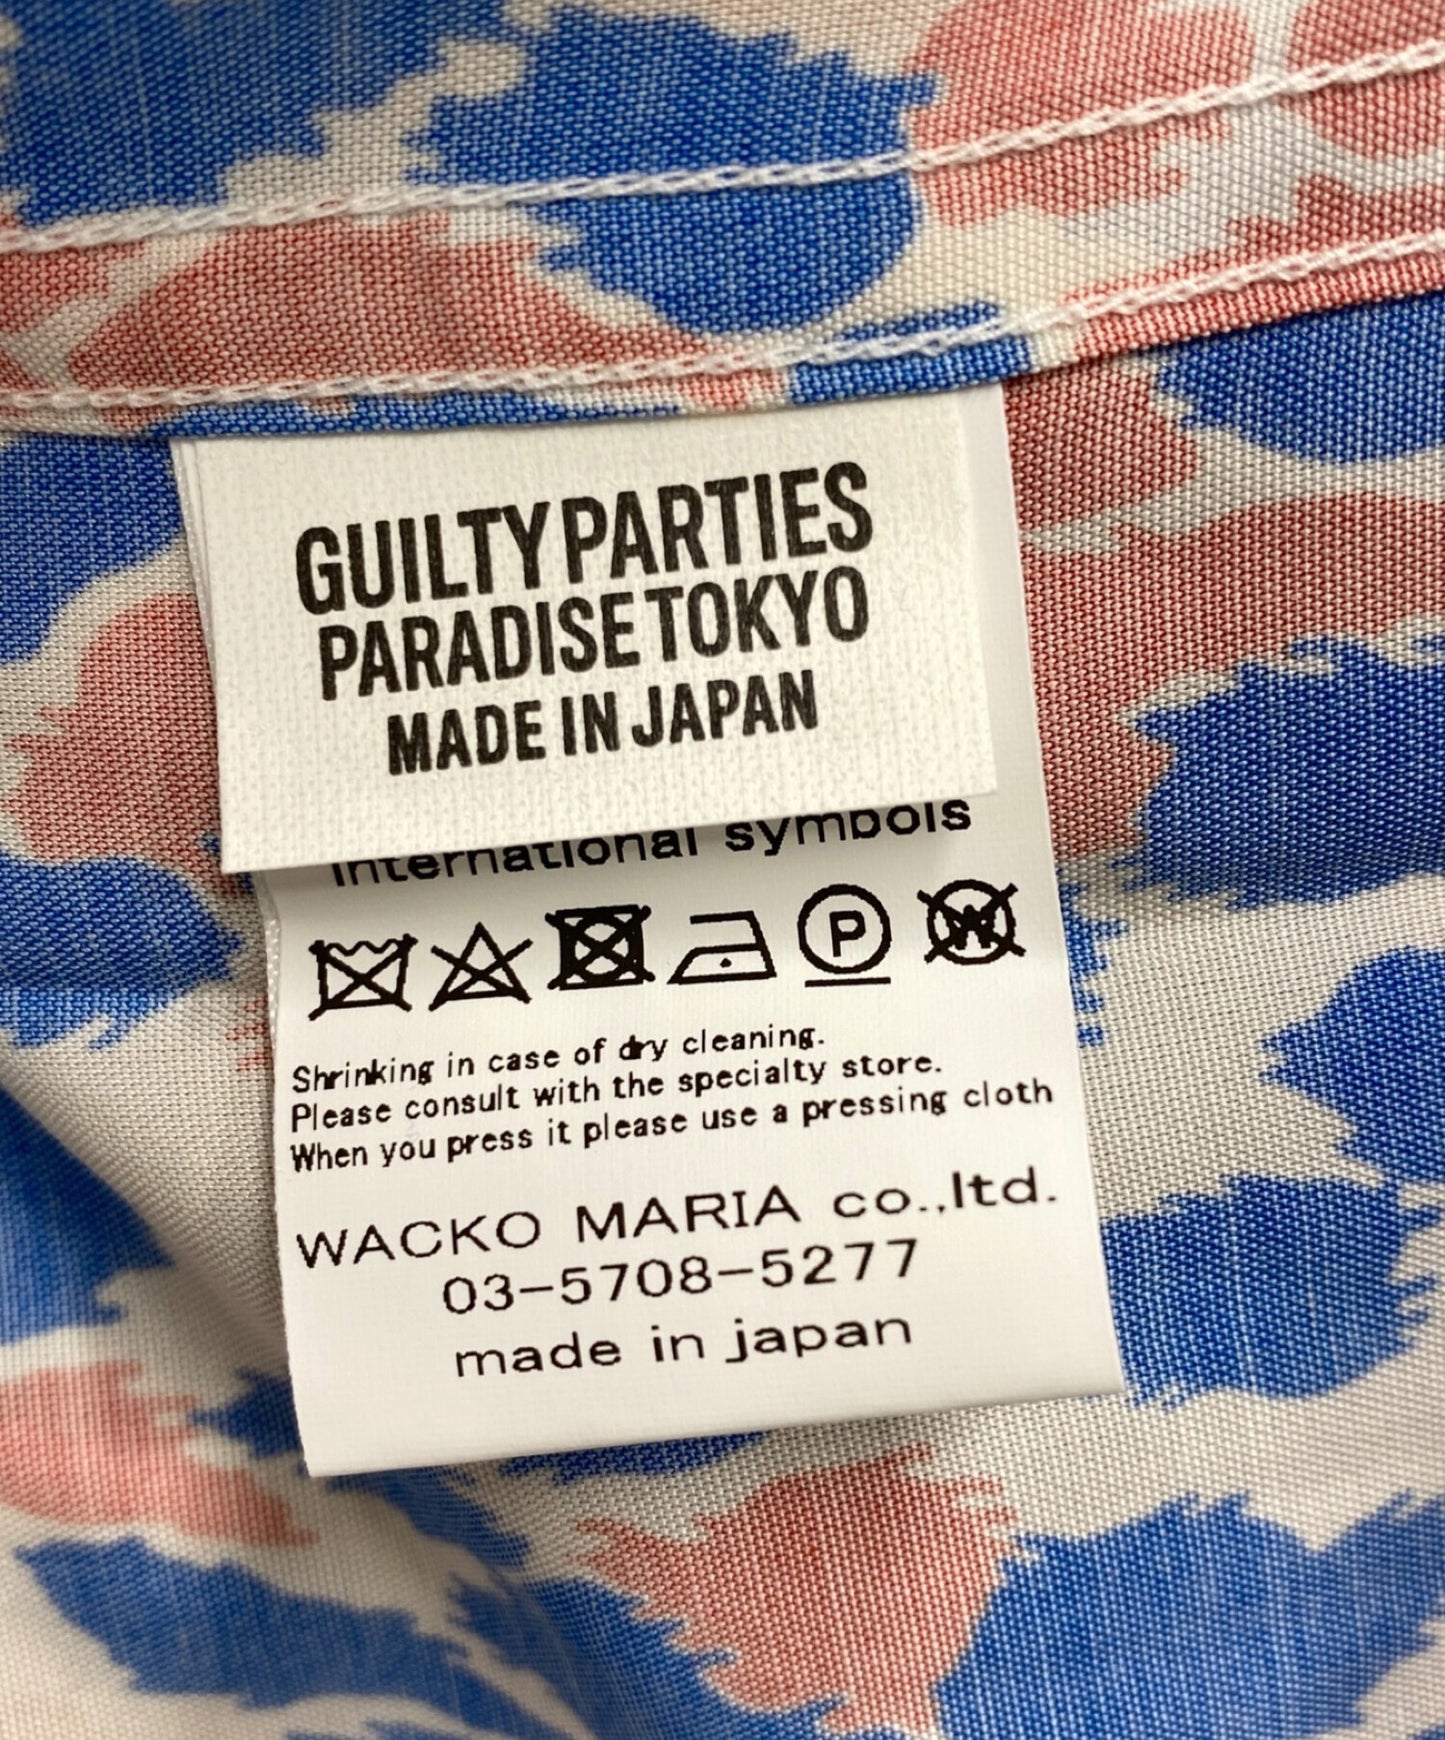 GUILTY PARTIES
PARADISE TOKYO
MADE IN JAPAN
International symbols
P
W
Shrinking in case of dry cleaning.
Please consult with the specialty store.
When you press it please use a pressing cloth
WACKO MARIA co.,ltd.
03-5708-5277
made in japan